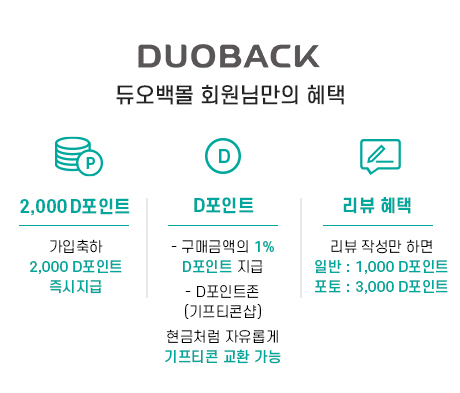 DUOBACK
듀오백몰 회원님만의 혜택
P
2,000 D포인트
가입축하
2,000 D포인트
즉시지급
D
D포인트
- 구매금액의 1%
D포인트 지급
- D포인트존
(기프티콘샵)
현금처럼 자유롭게
기프티콘 교환 가능
리뷰 혜택
리뷰 작성만 하면
일반 : 1,000 D포인트
포토 : 3,000 D포인트